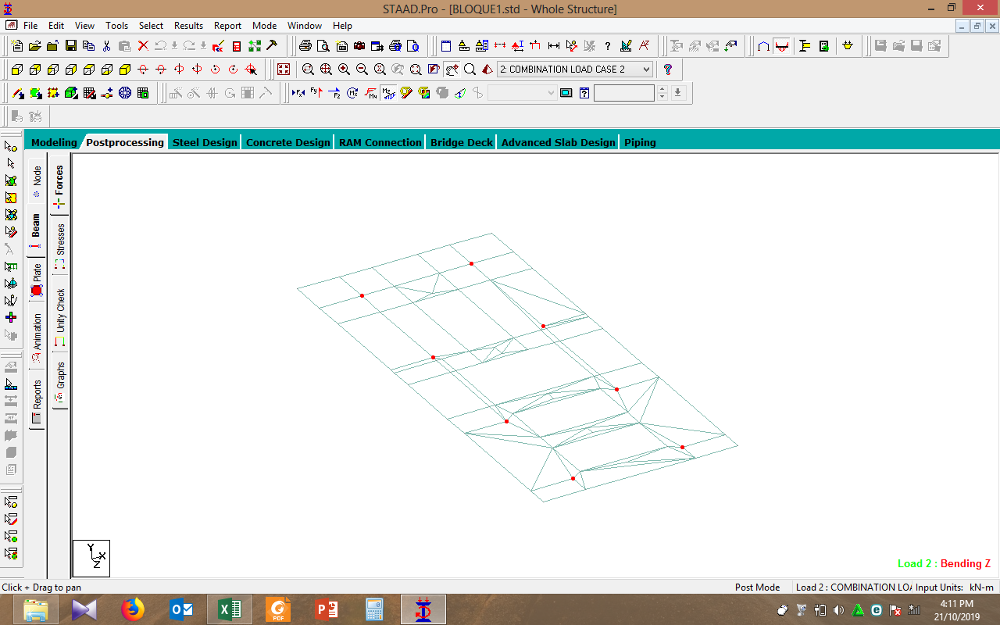 STAAD.Pro - [BLOQUE1.std - Whole Structure]
File Edit View Tools Select Results Report Mode Window Help
2: COMBINATION LOAD CASE 2
Modeling Postprocessing Steel Design Concrete Design RAM Connection Bridge Deck Advanced Slab Design Piping
Node
Beam
Plate
Animation
Reports
Forces
Stresses
Unity Check
Graphs
Y
X
Z
Load 2 : Bending Z
Click + Drag to pan
Post Mode
Load 2 : COMBINATION LOA
Input Units: kN-m
PDF
4:11 PM
21/10/2019